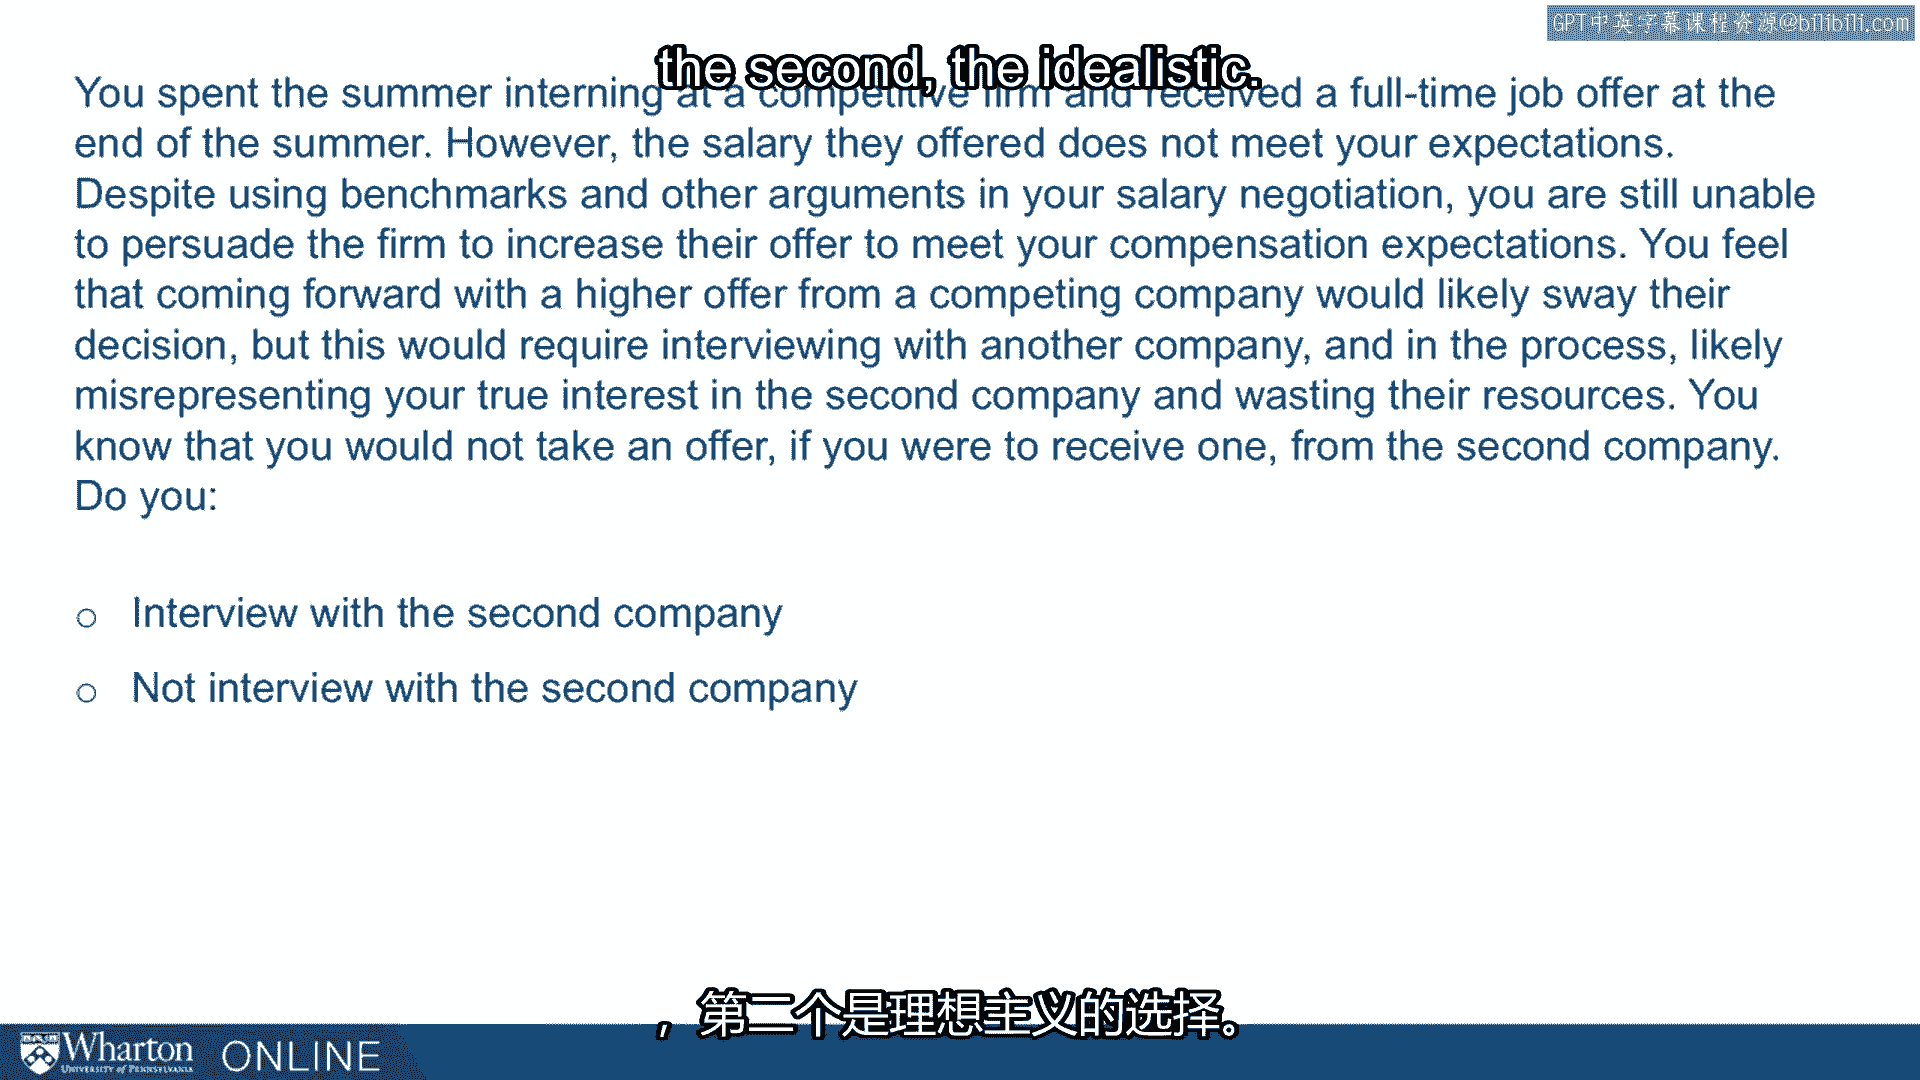 GPT中英字幕课程资源@bilibili.com
the second, the idealistic.
You spent the summer interning at a competitive firm and received a full-time job offer at the
end of the summer. However, the salary they offered does not meet your expectations.
Despite using benchmarks and other arguments in your salary negotiation, you are still unable
to persuade the firm to increase their offer to meet your compensation expectations. You feel
that coming forward with a higher offer from a competing company would likely sway their
decision, but this would require interviewing with another company, and in the process, likely
misrepresenting your true interest in the second company and wasting their resources. You
know that you would not take an offer, if you were to receive one, from the second company.
Do you:
o Interview with the second company
o Not interview with the second company
，第二个是理想主义的选择。
Wharton ONLINE
UNIVERSITY of PENNSYLVANIA